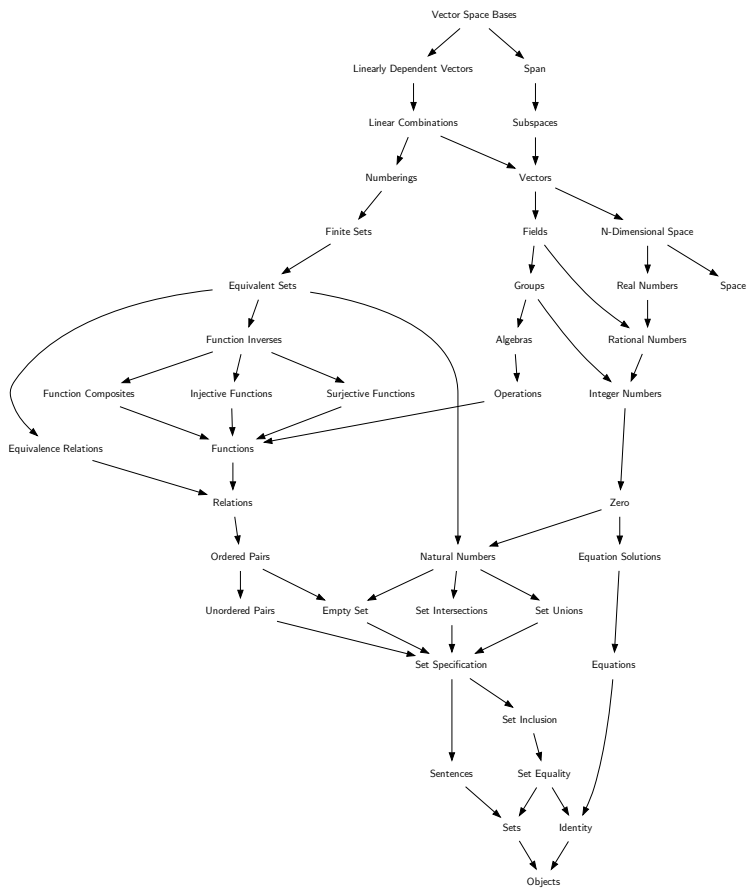 Vector Space Bases
Linearly Dependent Vectors
Span
Linear Combinations
Subspaces
Numberings
Vectors
Finite Sets
Fields
N-Dimensional Space
Equivalent Sets
Groups
Real Numbers
Space
Function Inverses
Algebras
Rational Numbers
Function Composites
Injective Functions
Surjective Functions
Operations
Integer Numbers
Equivalence Relations
Functions
Relations
Zero
Ordered Pairs
Natural Numbers
Equation Solutions
Unordered Pairs
Empty Set
Set Intersections
Set Unions
Set Specification
Equations
Set Inclusion
Sentences
Set Equality
Sets
Identity
Objects